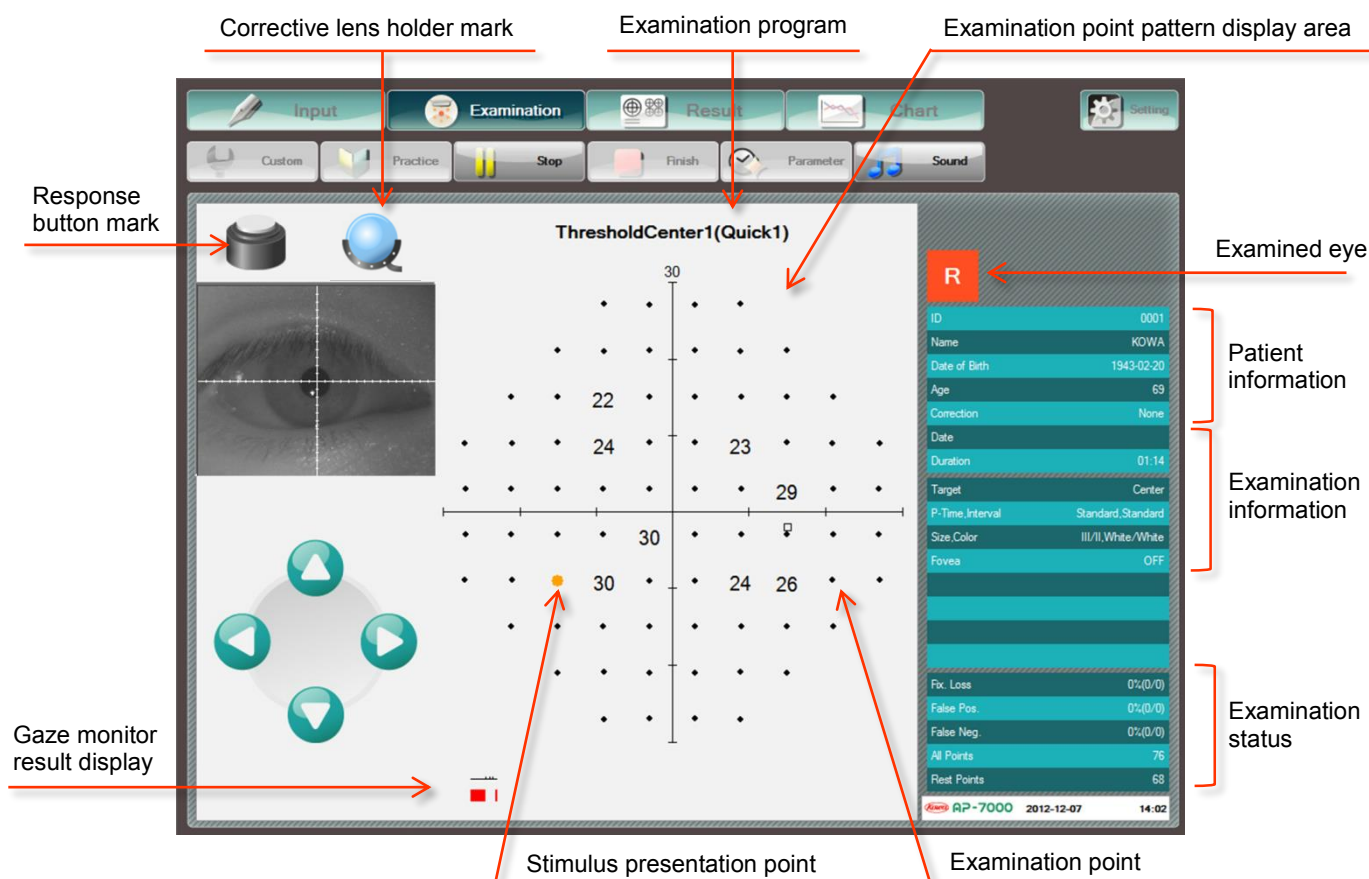 Corrective lens holder mark
Examination program
Examination point pattern display area
Input
Examination
Result
Chart
Setting
Custom
Practice
Stop
Finish
Parameter
Sound
Response
button mark
ThresholdCenter1(Quick1)
30
R
Examined eye
ID 0001
Name KOWA
Date of Birth 1943-02-20
Age 69
Correction None
Patient
information
Date
Duration 01:14
Target Center
P-Time,Interval Standard,Standard
Size,Color III/II,White/White
Fovea OFF
Examination
information
22
24 23
29
30
30 24 26
Fix. Loss 0%(0/0)
False Pos. 0%(0/0)
False Neg. 0%(0/0)
All Points 76
Rest Points 68
Examination
status
Gaze monitor
result display
Kowa AP-7000 2012-12-07 14:02
Stimulus presentation point
Examination point